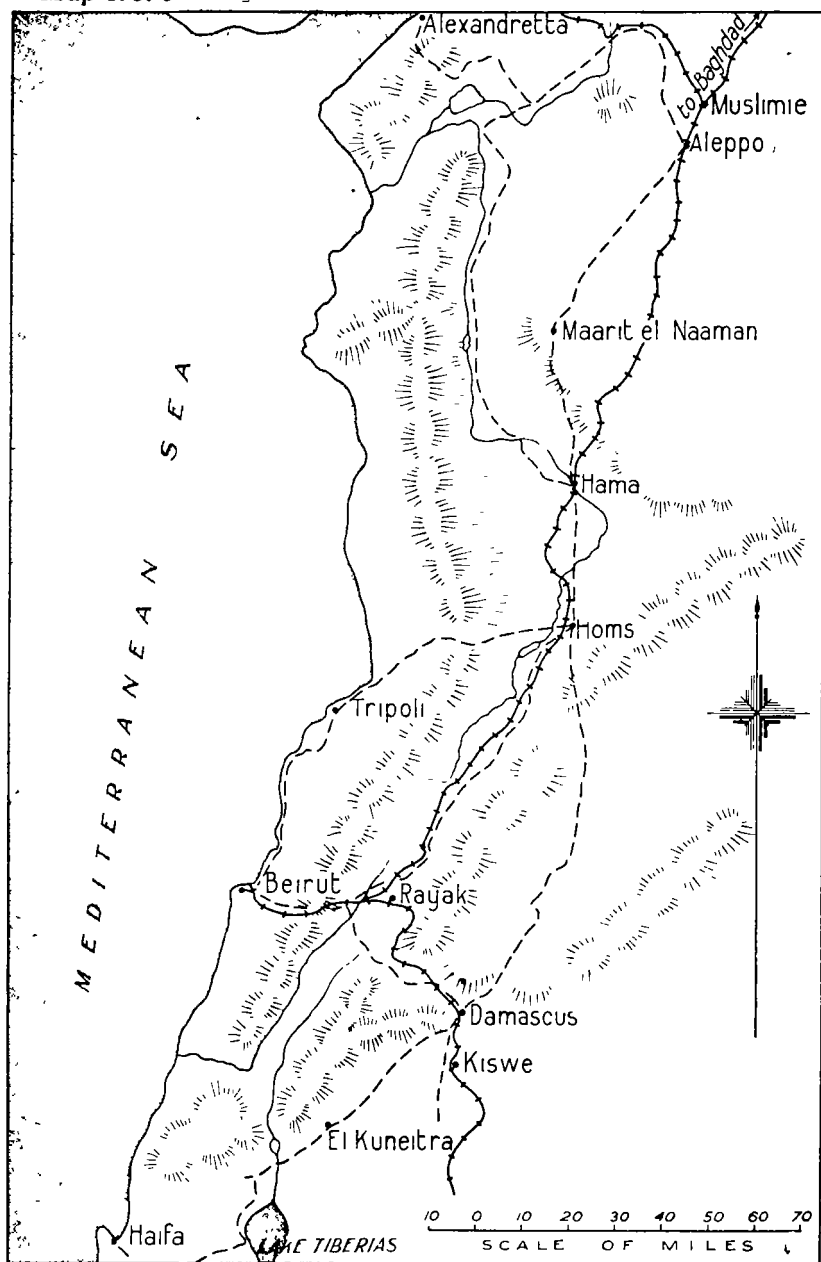 Alexandretta
to Baghdad
Muslimie
Aleppo
Maarit el Naaman
MEDITERRANEAN SEA
Hama
Homs
Tripoli
Beirut
Rayak
Damascus
Kiswe
El Kuneitra
Haifa
LAKE TIBERIAS
10 0 10 20 30 40 50 60 70
SCALE OF MILES